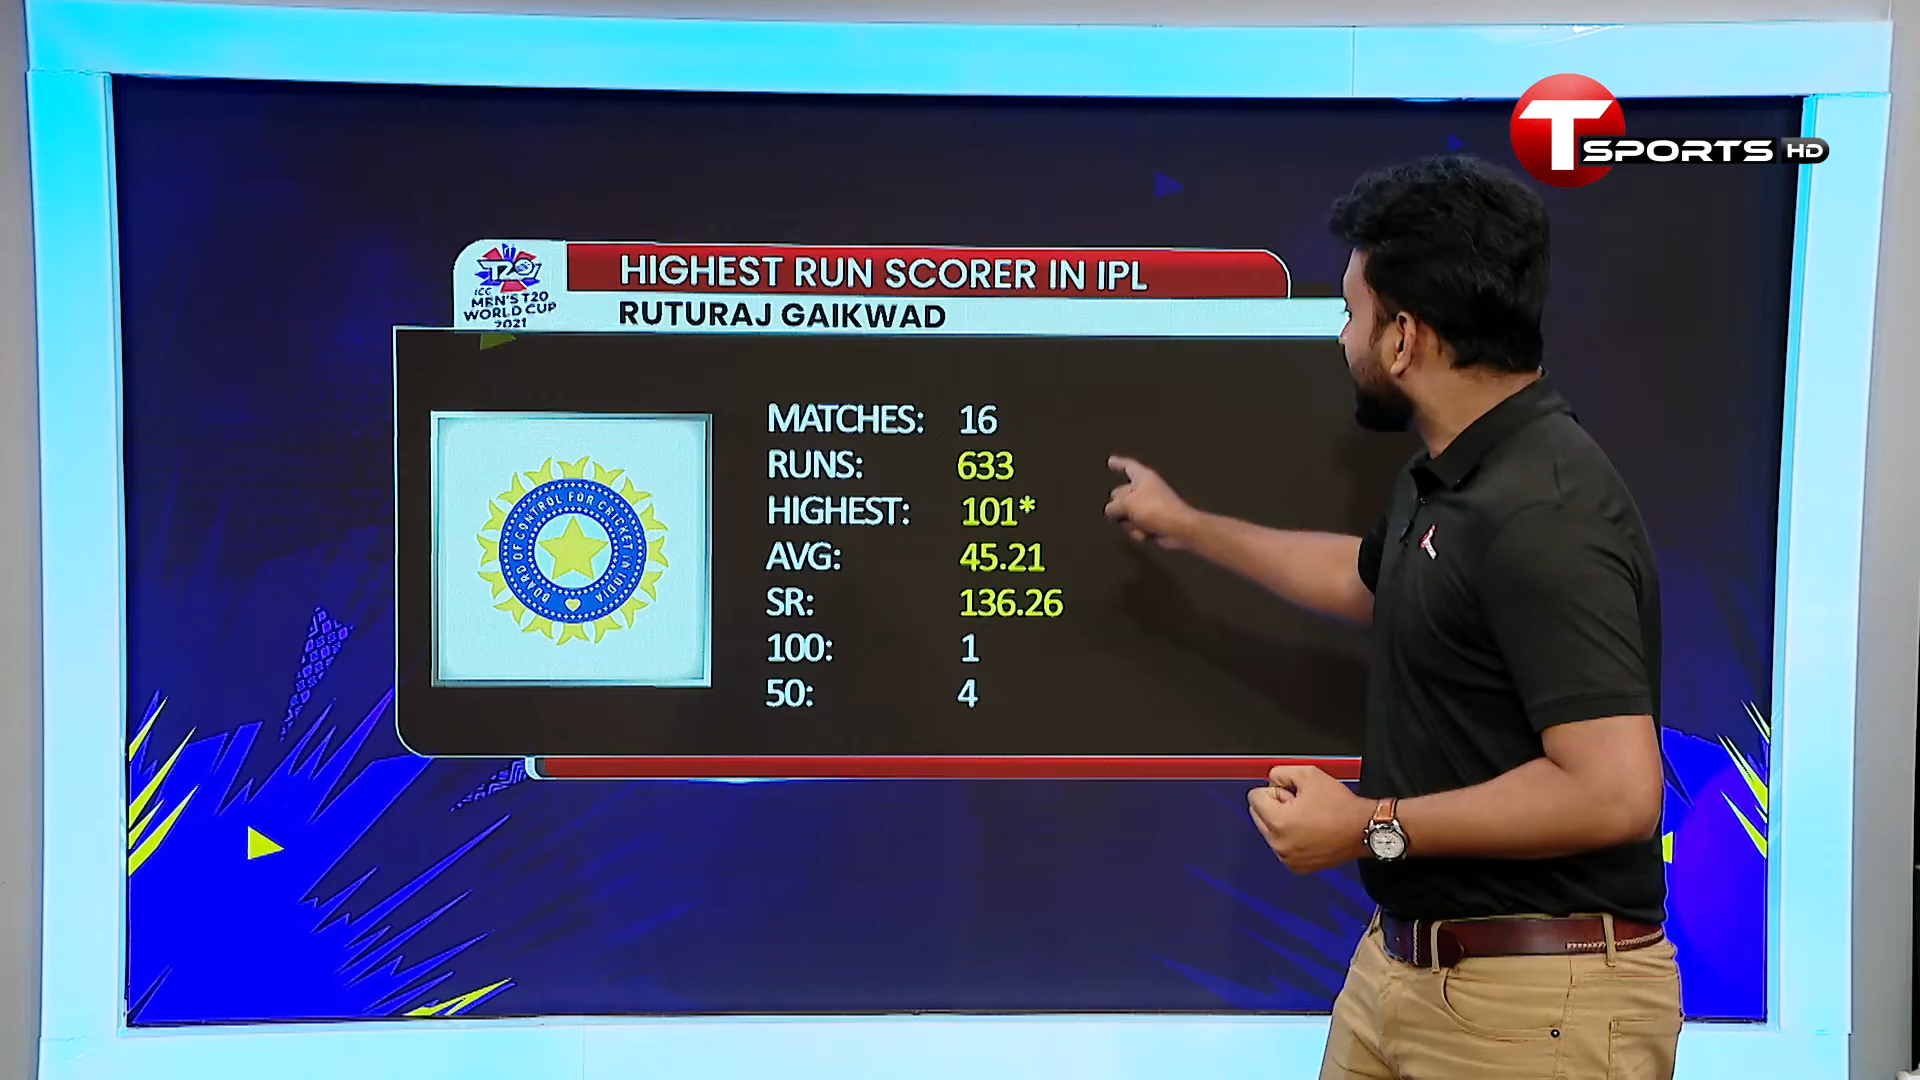 T SPORTS HD
T20
ICC
MEN'S T20
WORLD CUP
2021
HIGHEST RUN SCORER IN IPL
RUTURAJ GAIKWAD
BOARD OF CONTROL FOR CRICKET IN INDIA
MATCHES: 16
RUNS: 633
HIGHEST: 101*
AVG: 45.21
SR: 136.26
100: 1
50: 4